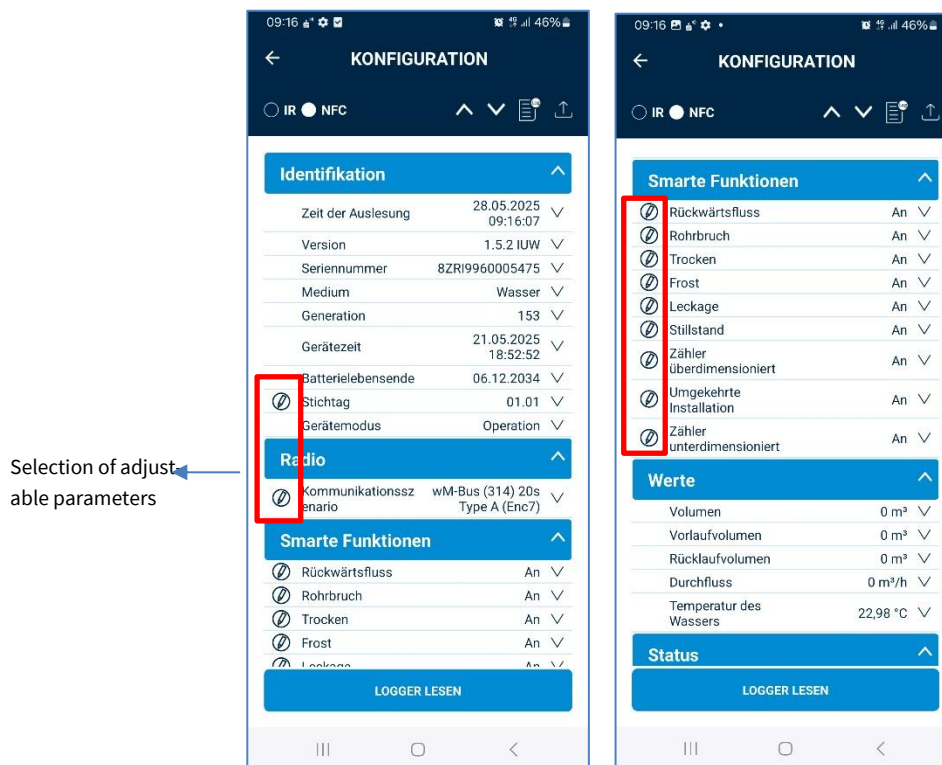 Selection of adjust-
able parameters
09:16 46%
KONFIGURATION
IR NFC
Identifikation
Zeit der Auslesung 28.05.2025
09:16:07
Version 1.5.2 IUW
Seriennummer 8ZRI9960005475
Medium Wasser
Generation 153
Gerätezeit 21.05.2025
18:52:52
Batterielebensende 06.12.2034
Stichtag 01.01
Gerätemodus Operation
Radio
Kommunikationssz wM-Bus (314) 20s
enario Type A (Enc7)
Smarte Funktionen
Rückwärtsfluss An
Rohrbruch An
Trocken An
Frost An
Leckage An
LOGGER LESEN
09:16 46%
KONFIGURATION
IR NFC
Smarte Funktionen
Rückwärtsfluss An
Rohrbruch An
Trocken An
Frost An
Leckage An
Stillstand An
Zähler
überdimensioniert An
Umgekehrte
Installation An
Zähler
unterdimensioniert An
Werte
Volumen 0 m³
Vorlaufvolumen 0 m³
Rücklaufvolumen 0 m³
Durchfluss 0 m³/h
Temperatur des
Wassers 22,98 °C
Status
LOGGER LESEN